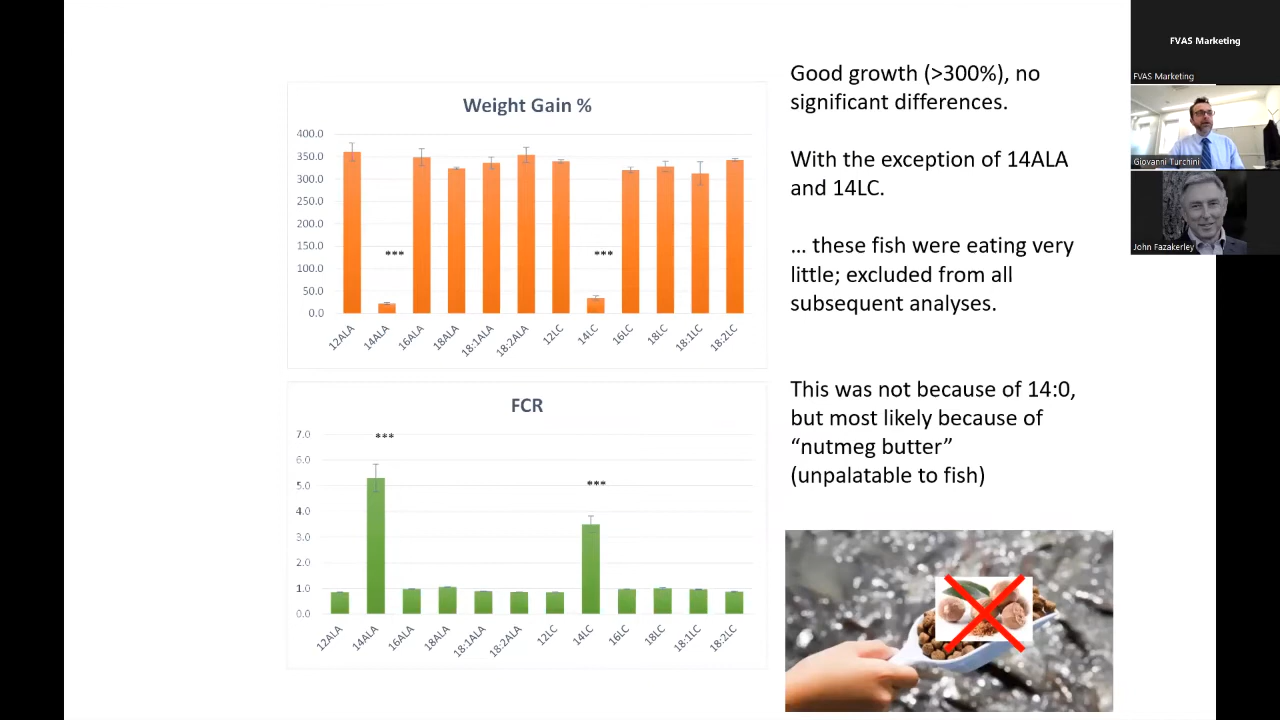 Weight Gain %
400.0
350.0
300.0
250.0
200.0
150.0
100.0
50.0
0.0
***
***
12ALA
14ALA
16ALA
18ALA
18:1ALA
18:2ALA
12LC
14LC
16LC
18LC
18:1LC
18:2LC
FCR
7.0
6.0
5.0
4.0
3.0
2.0
1.0
0.0
***
***
12ALA
14ALA
16ALA
18ALA
18:1ALA
18:2ALA
12LC
14LC
16LC
18LC
18:1LC
18:2LC
Good growth (>300%), no
significant differences.
With the exception of 14ALA
and 14LC.
... these fish were eating very
little; excluded from all
subsequent analyses.
This was not because of 14:0,
but most likely because of
“nutmeg butter”
(unpalatable to fish)
FVAS Marketing
FVAS Marketing
Giovanni Turchini
John Fazakerley